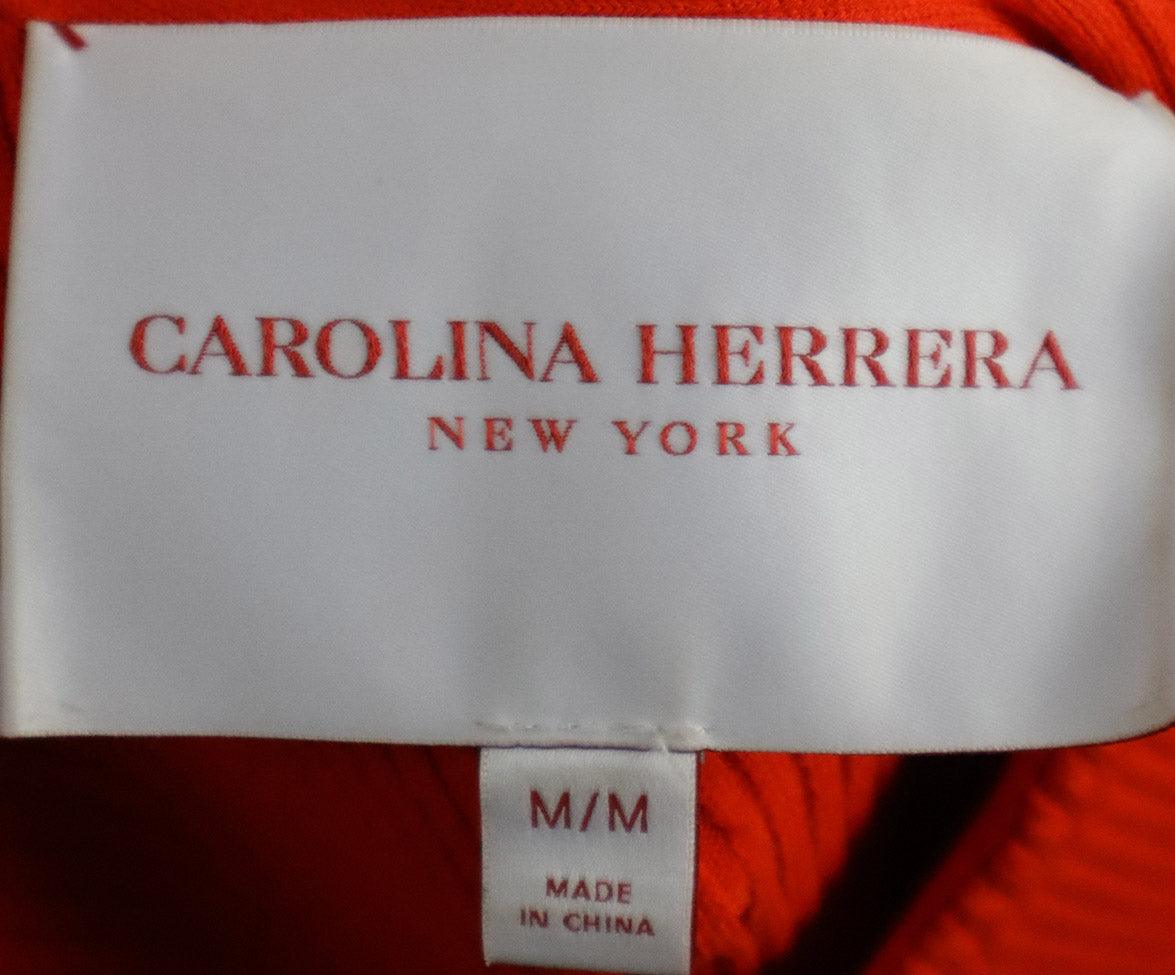 CAROLINA HERRERA
NEW YORK
M/M
MADE
IN CHINA